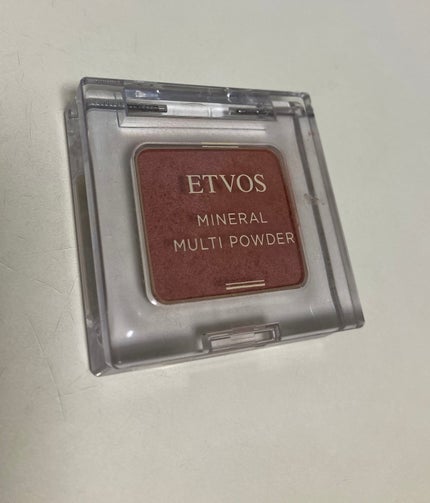 ETVOS
MINERAL
MULTI POWDER